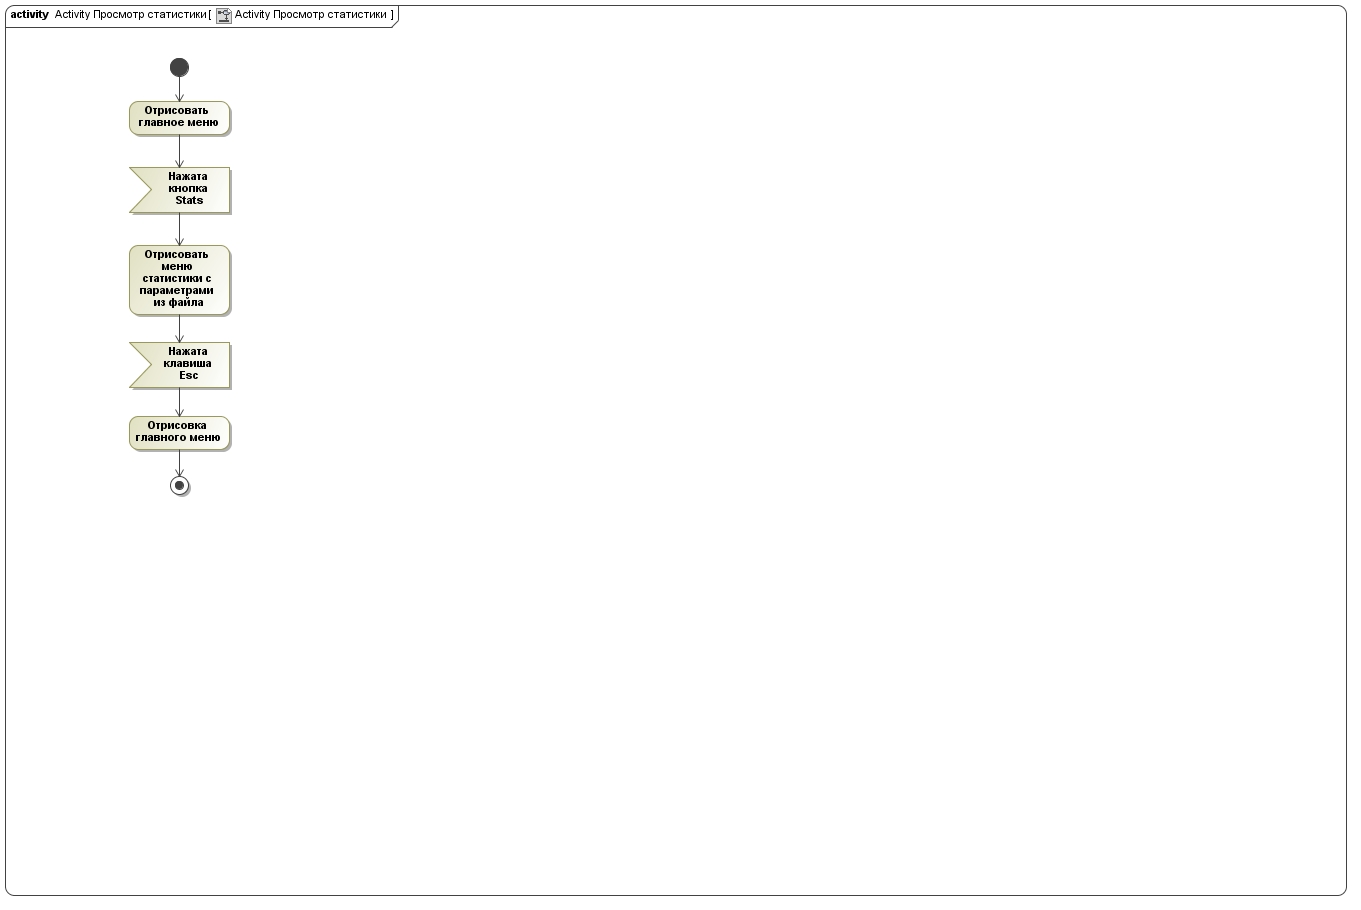 activity Activity Просмотр статистики [ Activity Просмотр статистики ]
Отрисовать
главное меню
Нажата
кнопка
Stats
Отрисовать
меню
статистики с
параметрами
из файла
Нажата
клавиша
Esc
Отрисовка
главного меню